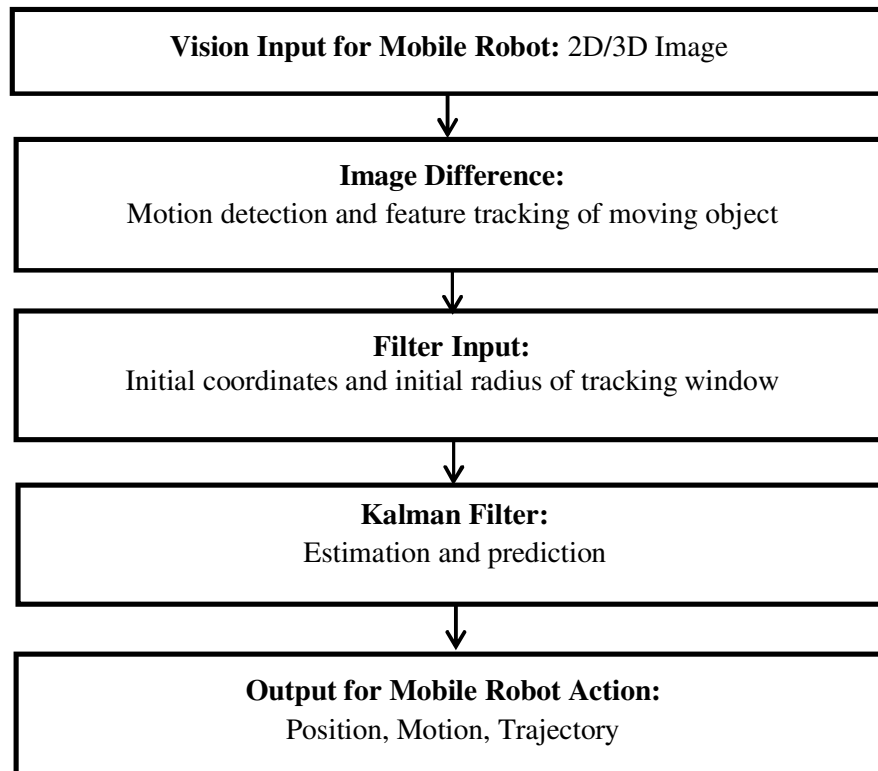 Vision Input for Mobile Robot: 2D/3D Image
Image Difference:
Motion detection and feature tracking of moving object
Filter Input:
Initial coordinates and initial radius of tracking window
Kalman Filter:
Estimation and prediction
Output for Mobile Robot Action:
Position, Motion, Trajectory